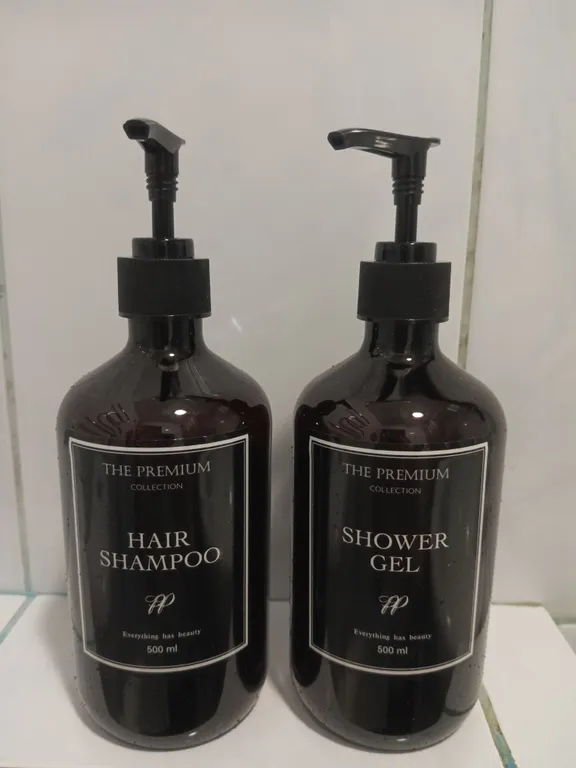 THE PREMIUM
COLLECTION
HAIR
SHAMPOO
Everything has beauty
500 ml
THE PREMIUM
COLLECTION
SHOWER
GEL
Everything has beauty
500 ml